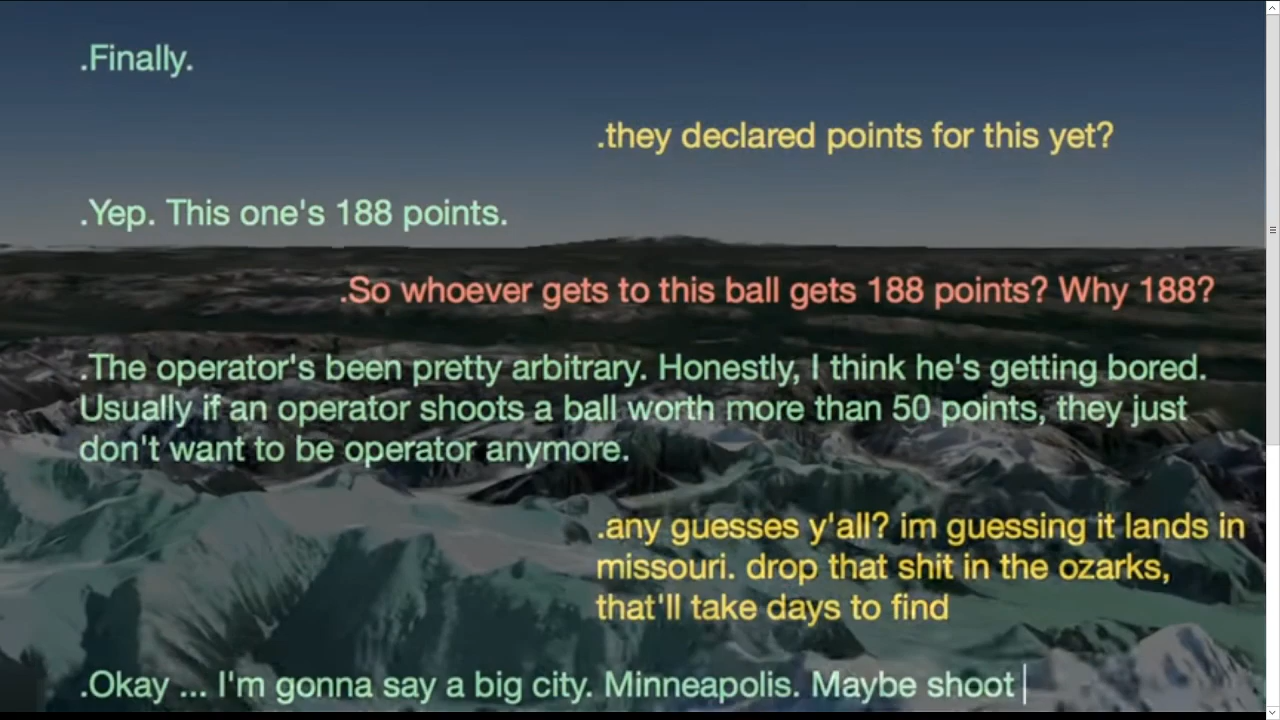 .Finally.
.they declared points for this yet?
.Yep. This one's 188 points.
.So whoever gets to this ball gets 188 points? Why 188?
.The operator's been pretty arbitrary. Honestly, I think he's getting bored.
Usually if an operator shoots a ball worth more than 50 points, they just
don't want to be operator anymore.
.any guesses y'all? im guessing it lands in
missouri. drop that shit in the ozarks,
that'll take days to find
.Okay ... I'm gonna say a big city. Minneapolis. Maybe shoot